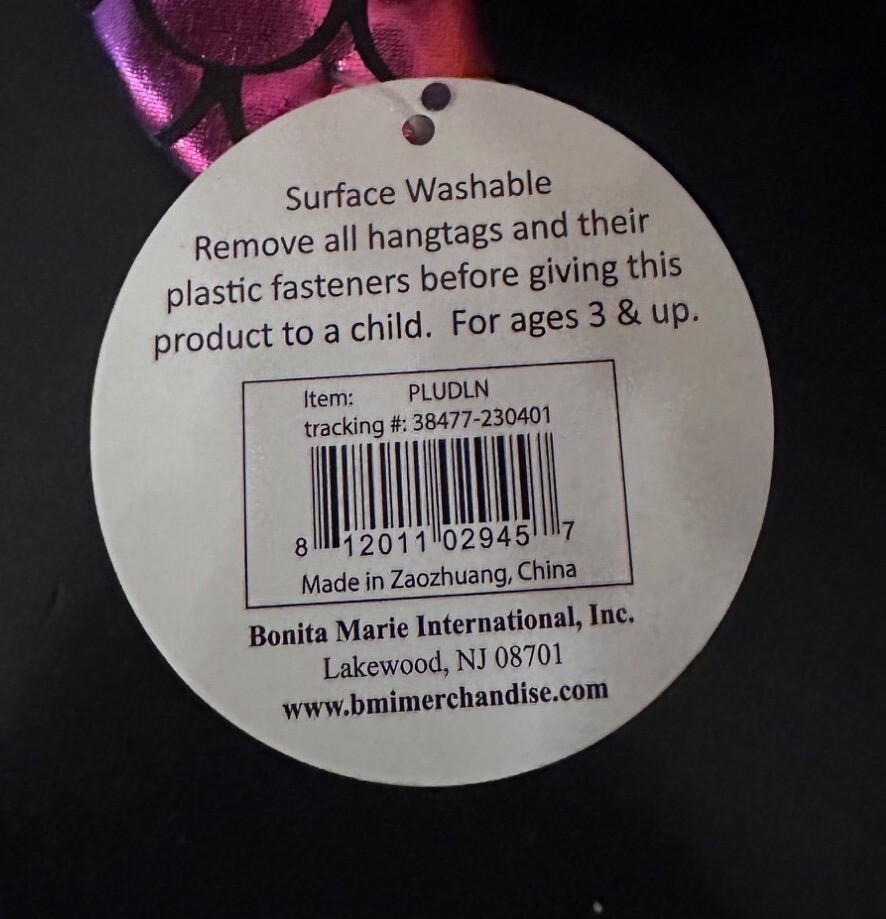 Surface Washable
Remove all hangtags and their
plastic fasteners before giving this
product to a child. For ages 3 & up.
Item: PLUDLN
tracking #: 38477-230401
8 12011 02945 7
Made in Zaozhuang, China
Bonita Marie International, Inc.
Lakewood, NJ 08701
www.bmimerchandise.com